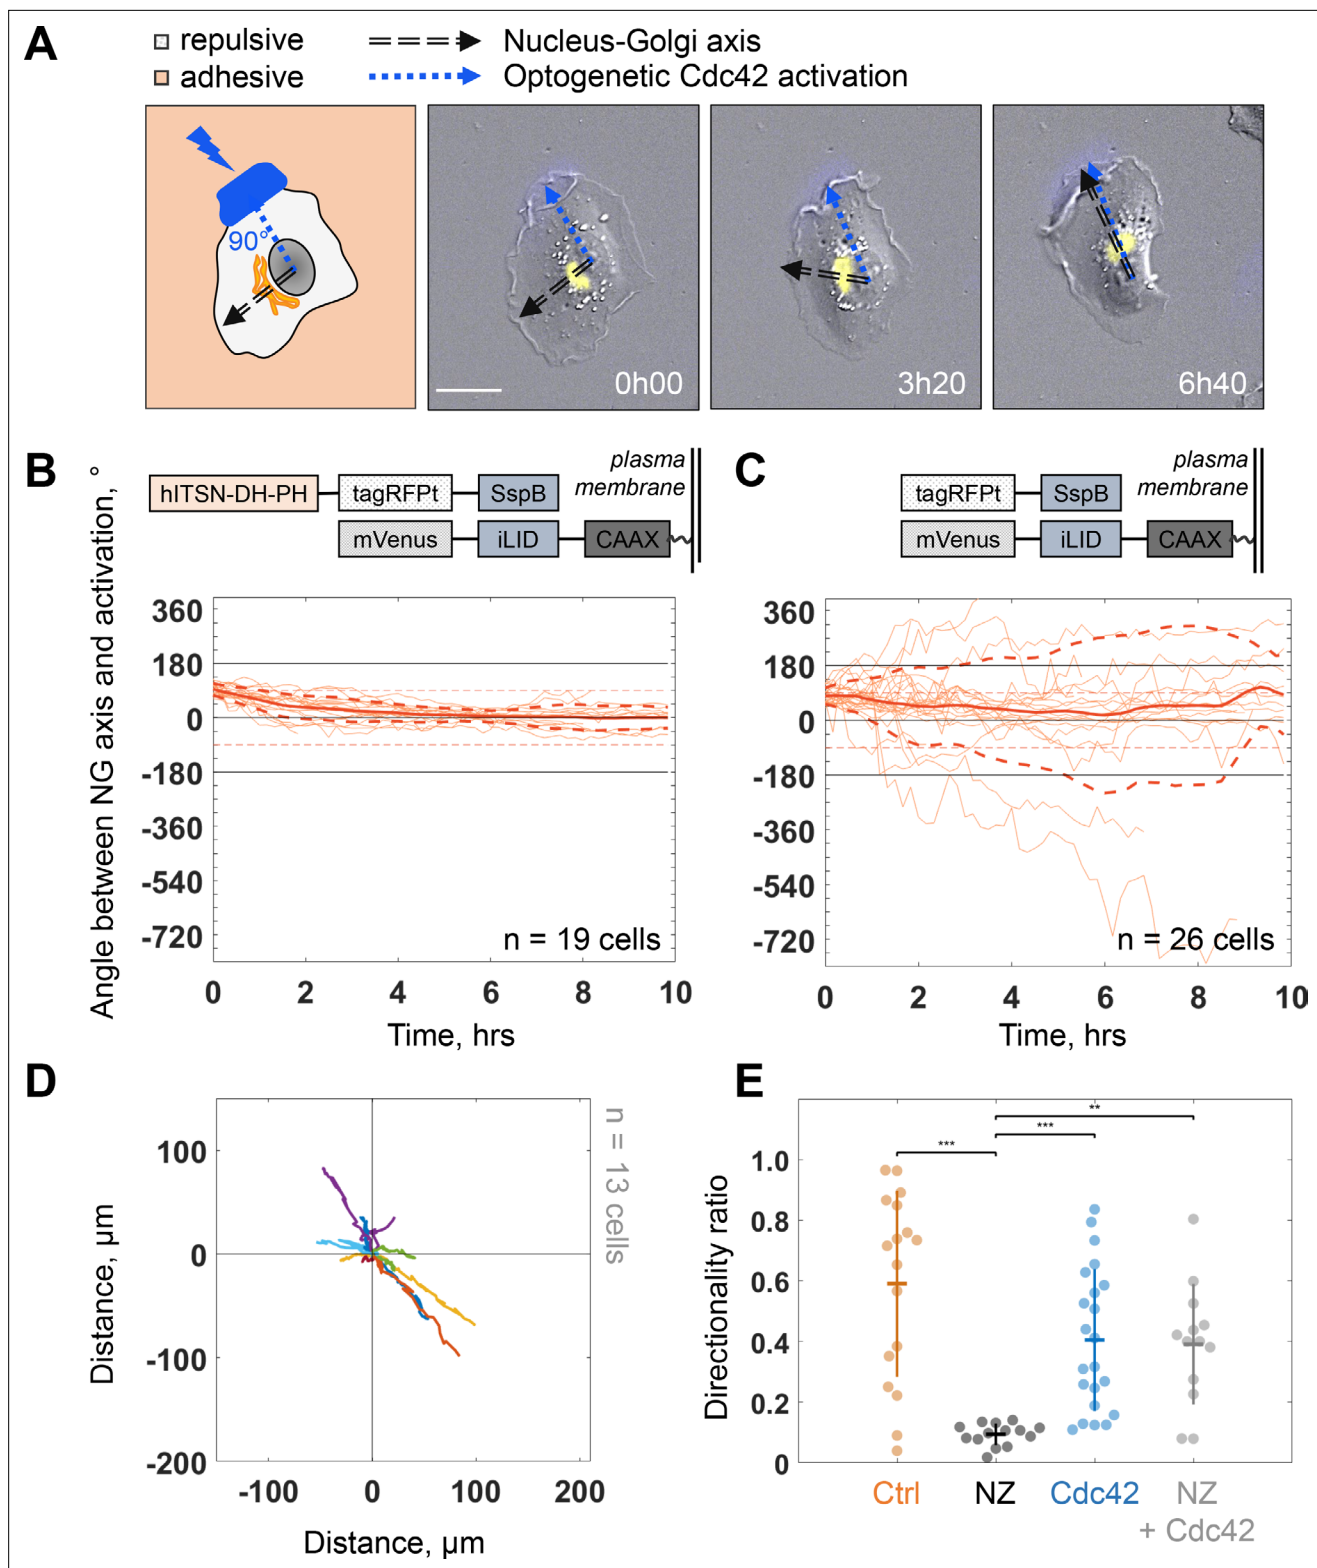 A
repulsive
Nucleus-Golgi axis
adhesive
Optogenetic Cdc42 activation
90°
0h00
3h20
6h40
B
plasma
membrane
hITSN-DH-PH
tagRFPt
SspB
mVenus
iLID
CAAX
C
plasma
membrane
tagRFPt
SspB
mVenus
iLID
CAAX
Angle between NG axis and activation, °
360
180
0
-180
-360
-540
-720
n = 19 cells
0 2 4 6 8 10
Time, hrs
360
180
0
-180
-360
-540
-720
n = 26 cells
0 2 4 6 8 10
Time, hrs
D
n = 13 cells
Distance, µm
100
0
-100
-200
-100 0 100 200
Distance, µm
E
Directionality ratio
** 
***
***
1.0
0.8
0.6
0.4
0.2
0
Ctrl
NZ
Cdc42
NZ
+ Cdc42